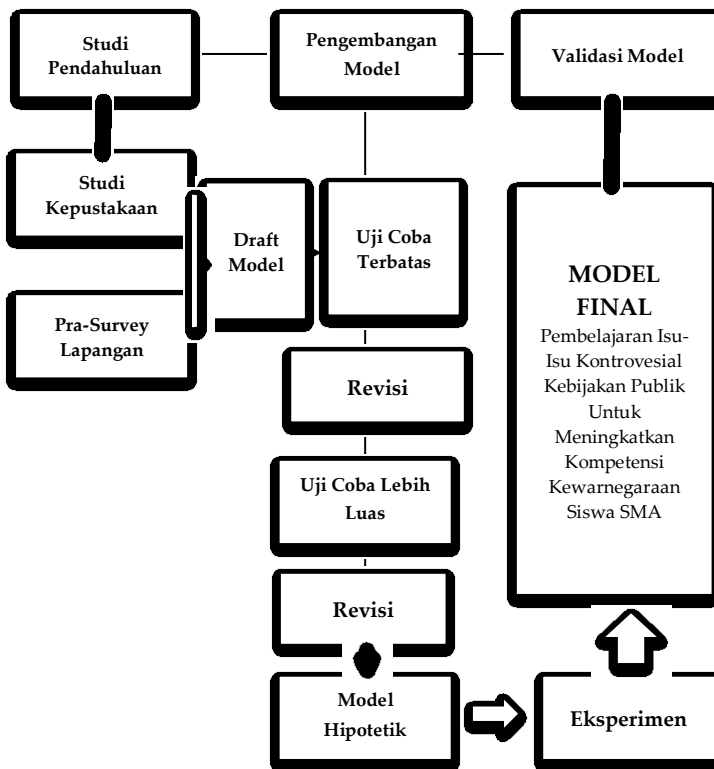 Studi
Pendahuluan
Pengembangan
Model
Validasi Model
Studi
Kepustakaan
Pra-Survey
Lapangan
Draft
Model
Uji Coba
Terbatas
Revisi
Uji Coba Lebih
Luas
Revisi
Model
Hipotetik
Eksperimen
MODEL
FINAL
Pembelajaran Isu-
Isu Kontrovesial
Kebijakan Publik
Untuk
Meningkatkan
Kompetensi
Kewarnegaraan
Siswa SMA